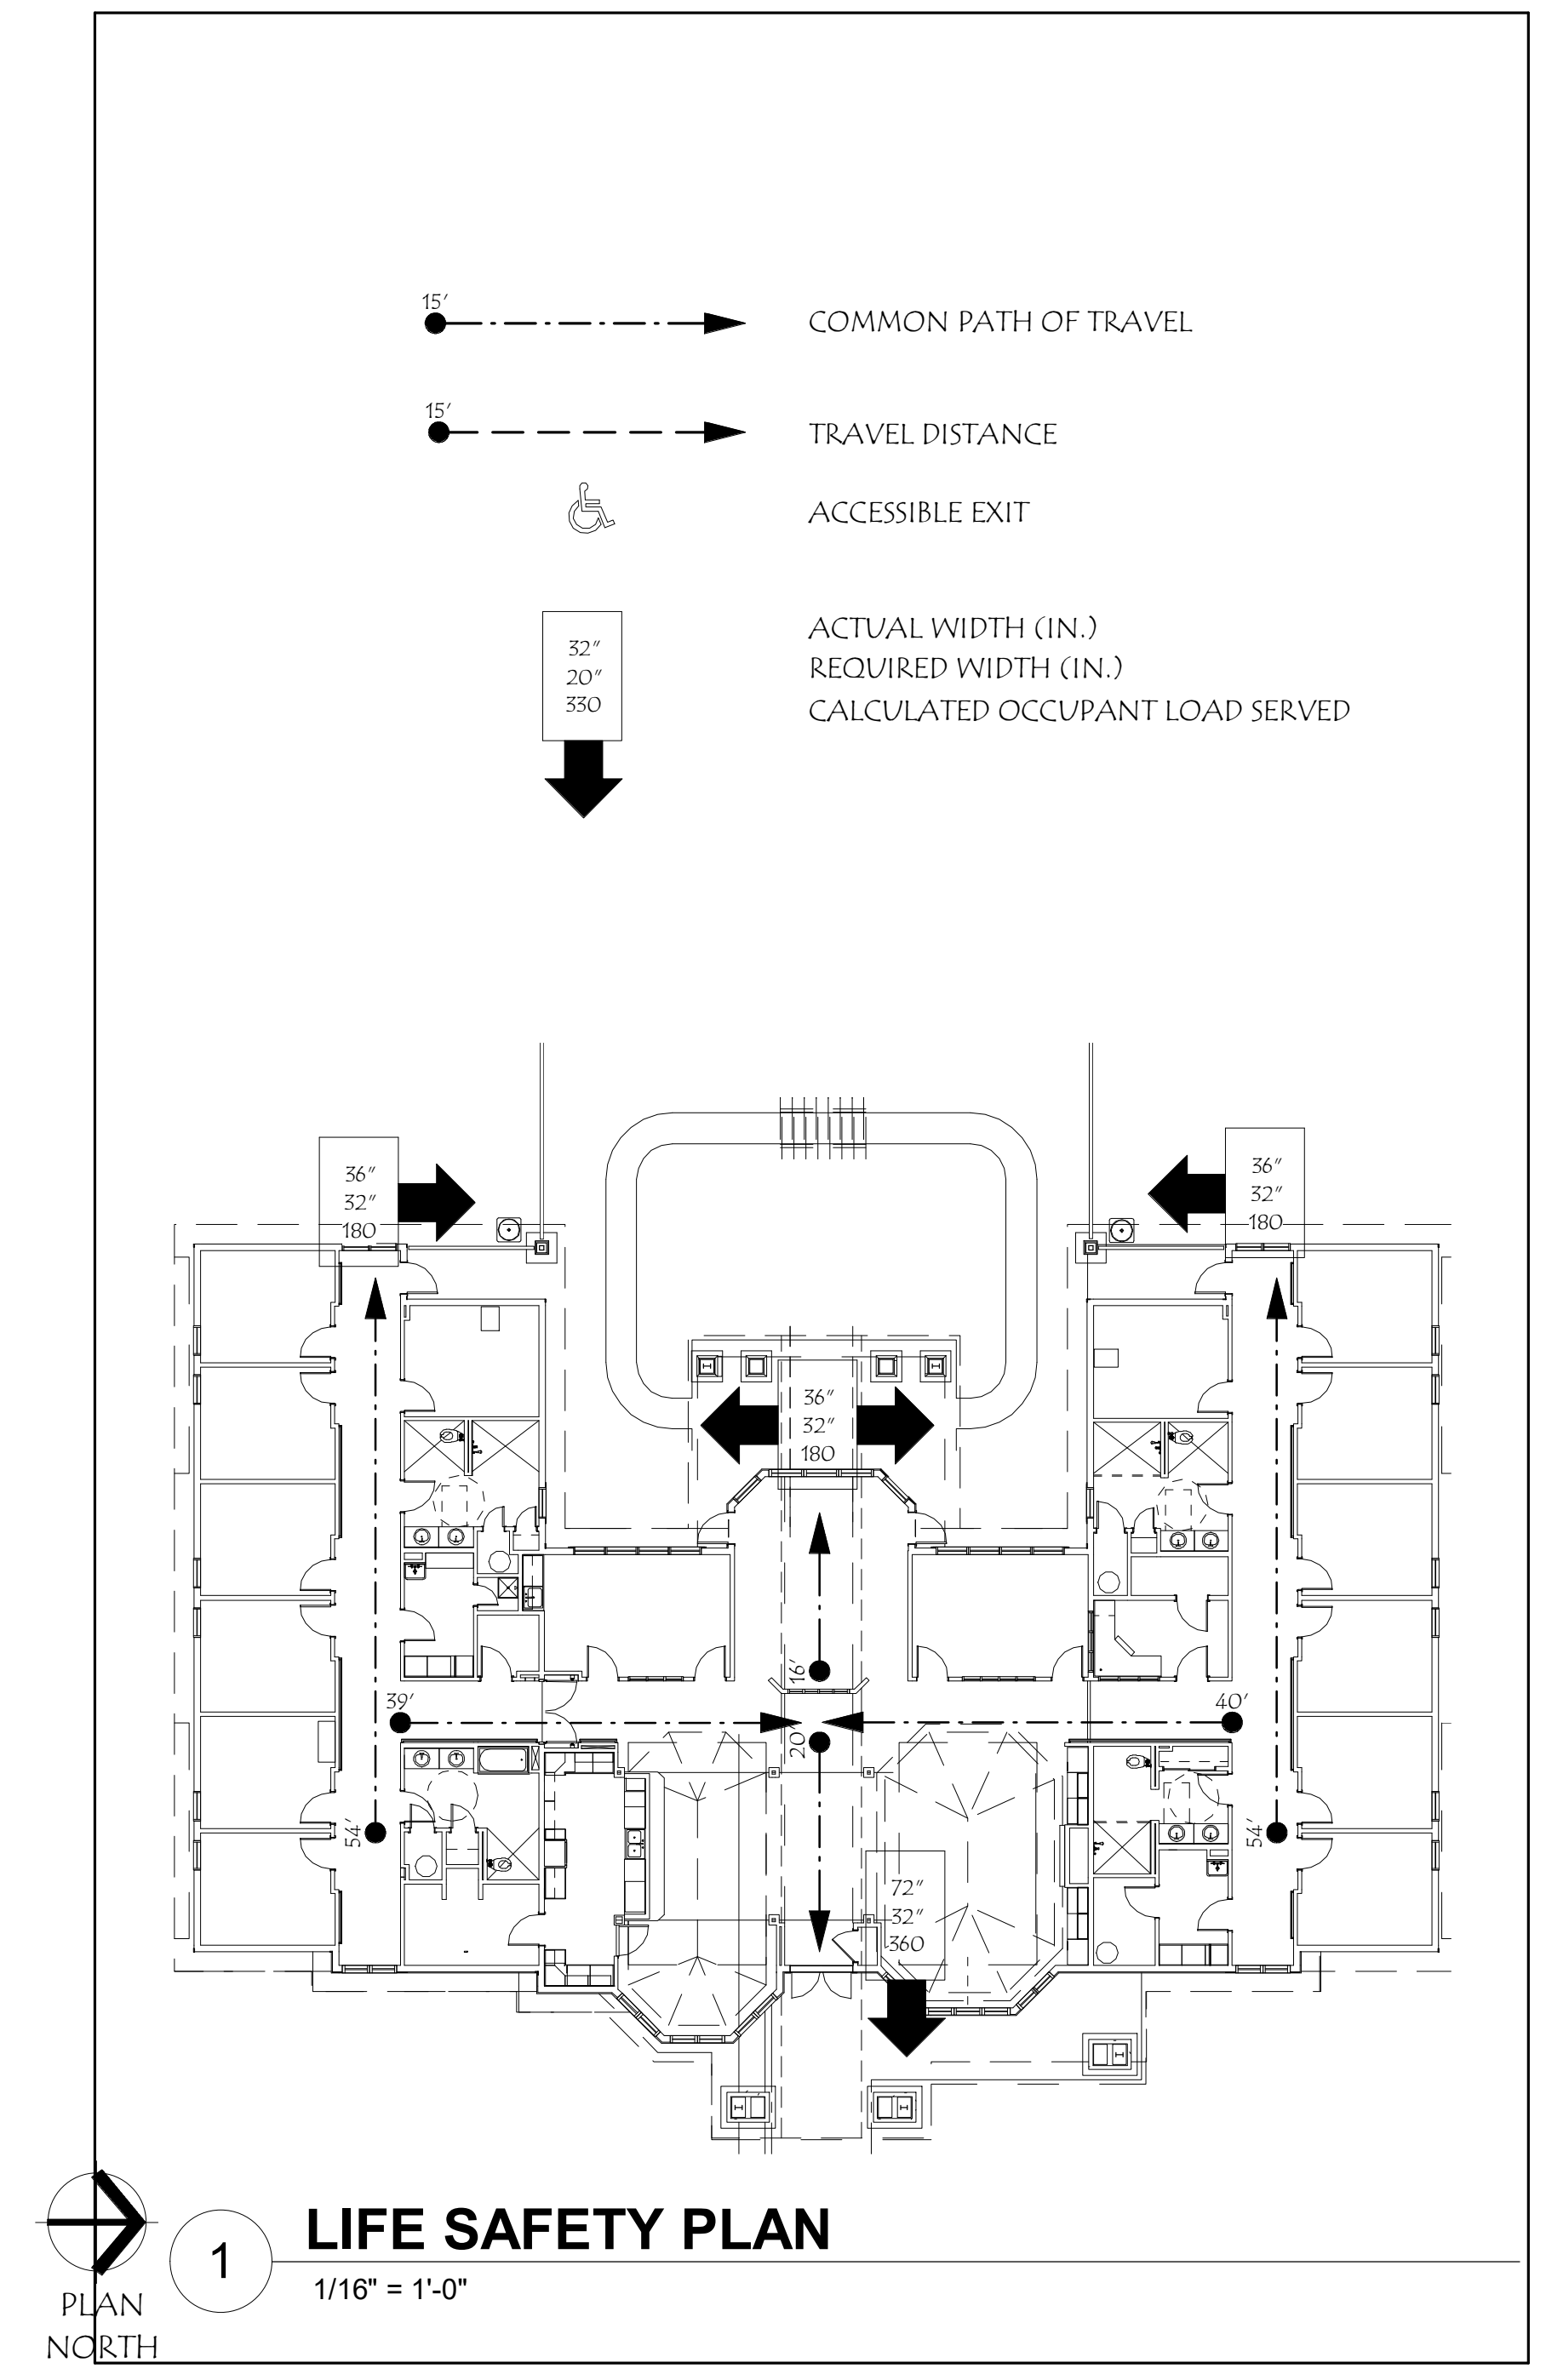 15'
COMMON PATH OF TRAVEL
15'
TRAVEL DISTANCE
ACCESSIBLE EXIT
32"
20"
330
ACTUAL WIDTH (IN.)
REQUIRED WIDTH (IN.)
CALCULATED OCCUPANT LOAD SERVED
36"
32"
180
36"
32"
180
36"
32"
180
16'
39'
40'
20'
54'
54'
72"
32"
360
PLAN
NORTH
1
LIFE SAFETY PLAN
1/16" = 1'-0"